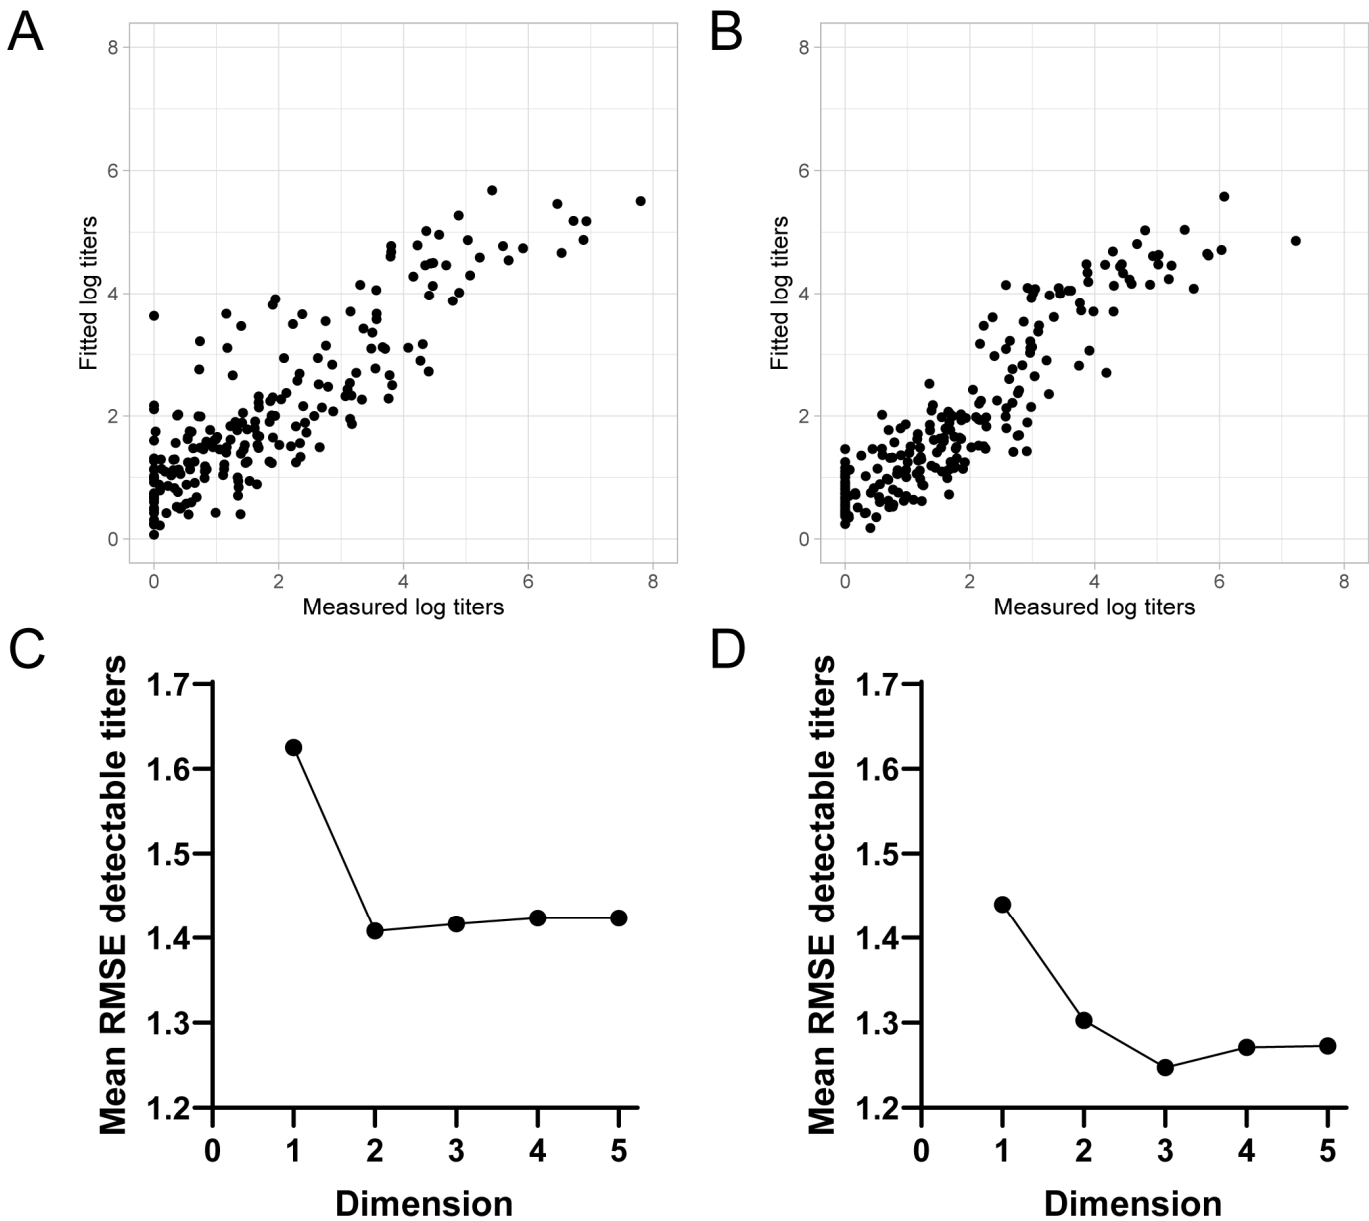 A
B
8
6
4
2
0
Fitted log titers
0 2 4 6 8
Measured log titers
8
6
4
2
0
Fitted log titers
0 2 4 6 8
Measured log titers
C
D
1.7
1.6
1.5
1.4
1.3
1.2
Mean RMSE detectable titers
0 1 2 3 4 5
Dimension
1.7
1.6
1.5
1.4
1.3
1.2
Mean RMSE detectable titers
0 1 2 3 4 5
Dimension